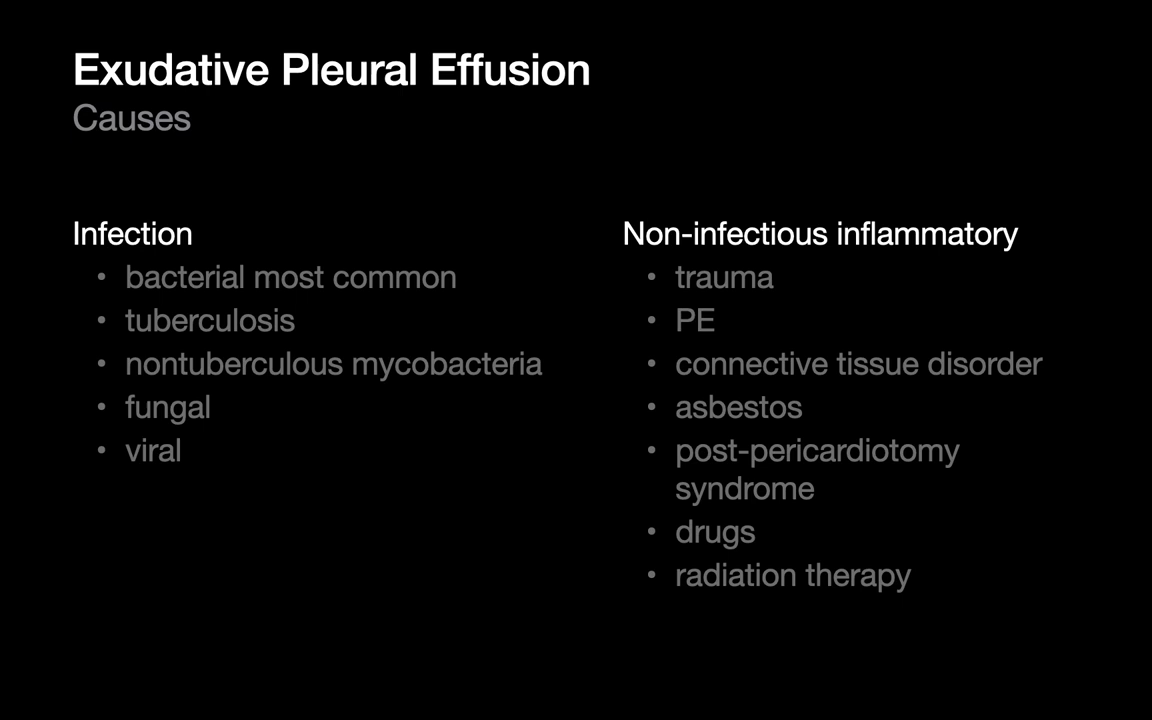 Exudative Pleural Effusion
Causes
Infection
• bacterial most common
• tuberculosis
• nontuberculous mycobacteria
• fungal
• viral
Non-infectious inflammatory
• trauma
• PE
• connective tissue disorder
• asbestos
• post-pericardiotomy
syndrome
• drugs
• radiation therapy